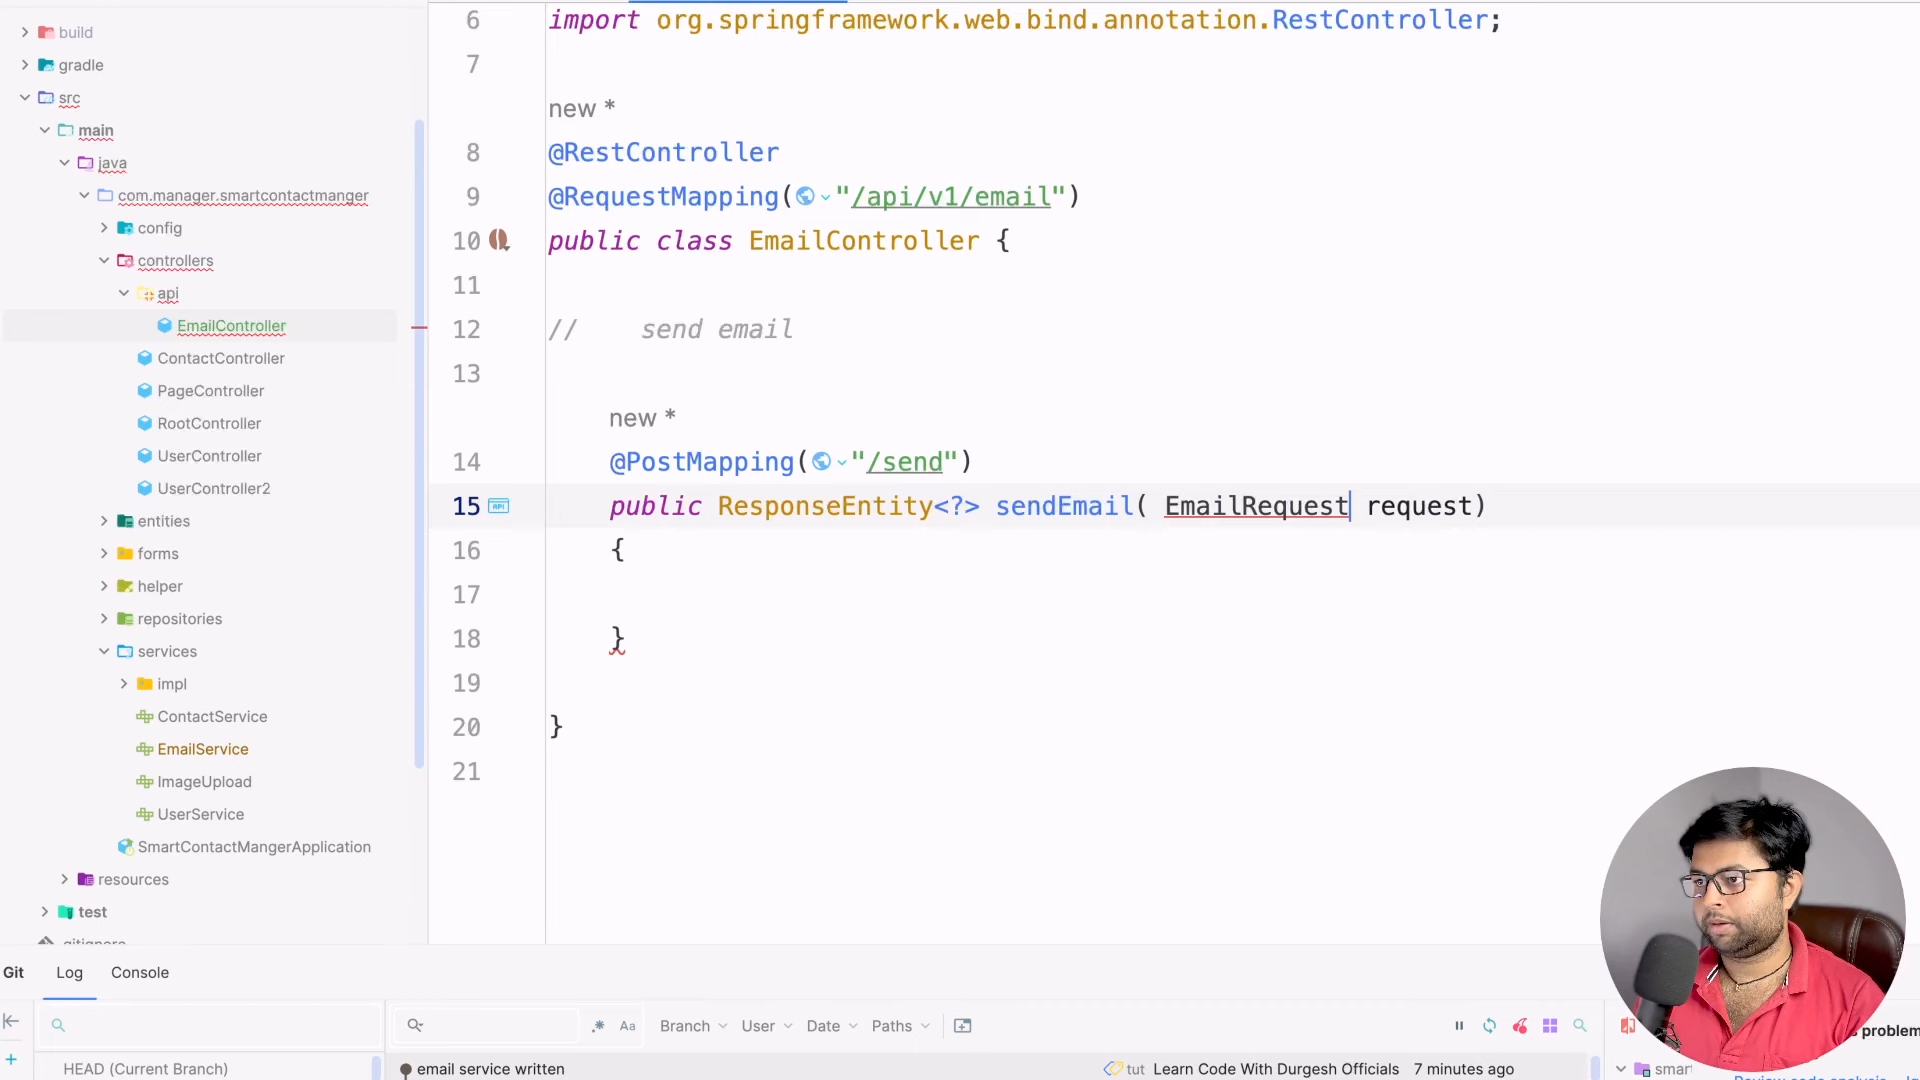 build
gradle
src
main
java
com.manager.smartcontactmanger
config
controllers
api
EmailController
ContactController
PageController
RootController
UserController
UserController2
entities
forms
helper
repositories
services
impl
ContactService
EmailService
ImageUpload
UserService
SmartContactMangerApplication
resources
test
.gitignore
6 import org.springframework.web.bind.annotation.RestController;
7
new *
8 @RestController
9 @RequestMapping("/api/v1/email")
10 public class EmailController {
11
12 // send email
13
new *
14 @PostMapping("/send")
15 public ResponseEntity<?> sendEmail( EmailRequest request)
16 {
17
18 }
19
20 }
21
Git Log Console
Aa Branch User Date Paths
HEAD (Current Branch)
email service written tut Learn Code With Durgesh Officials 7 minutes ago
problem
smart